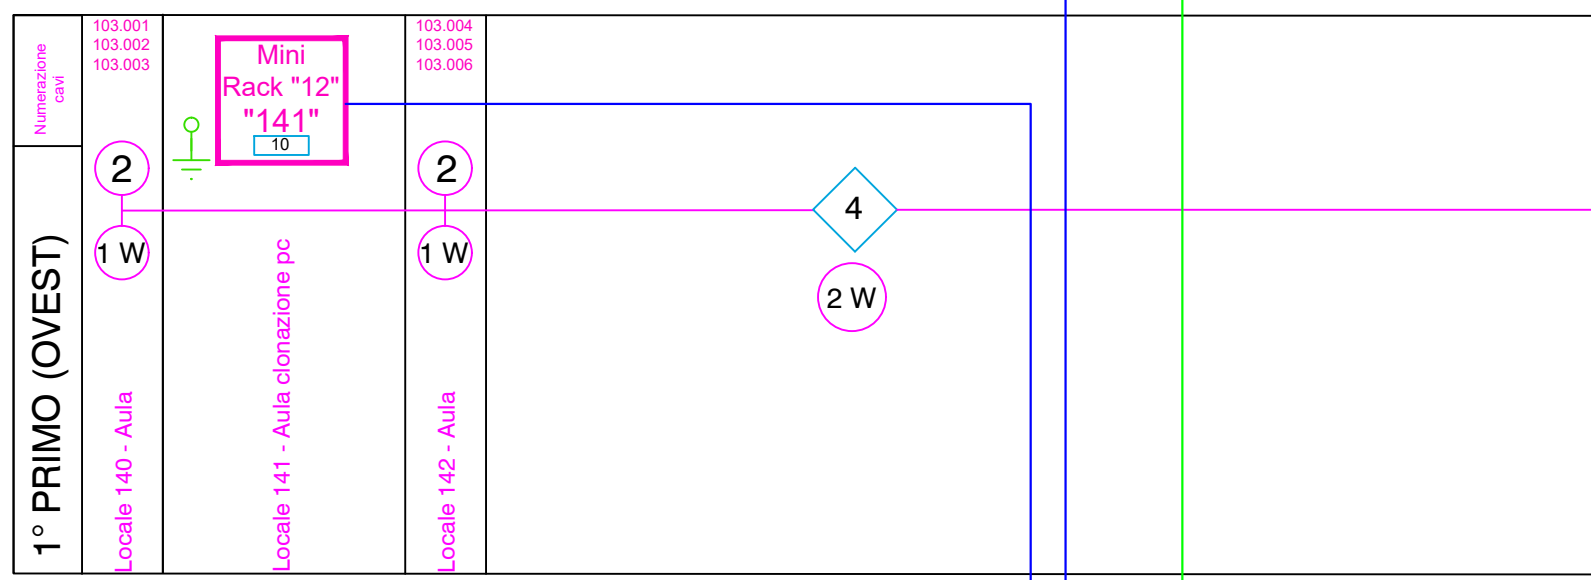 Numerazione
cavi
1° PRIMO (OVEST)
103.001
103.002
103.003
2
1 W
Locale 140 - Aula
Mini
Rack "12"
"141"
10
Locale 141 - Aula clonazione pc
103.004
103.005
103.006
2
1 W
Locale 142 - Aula
4
2 W